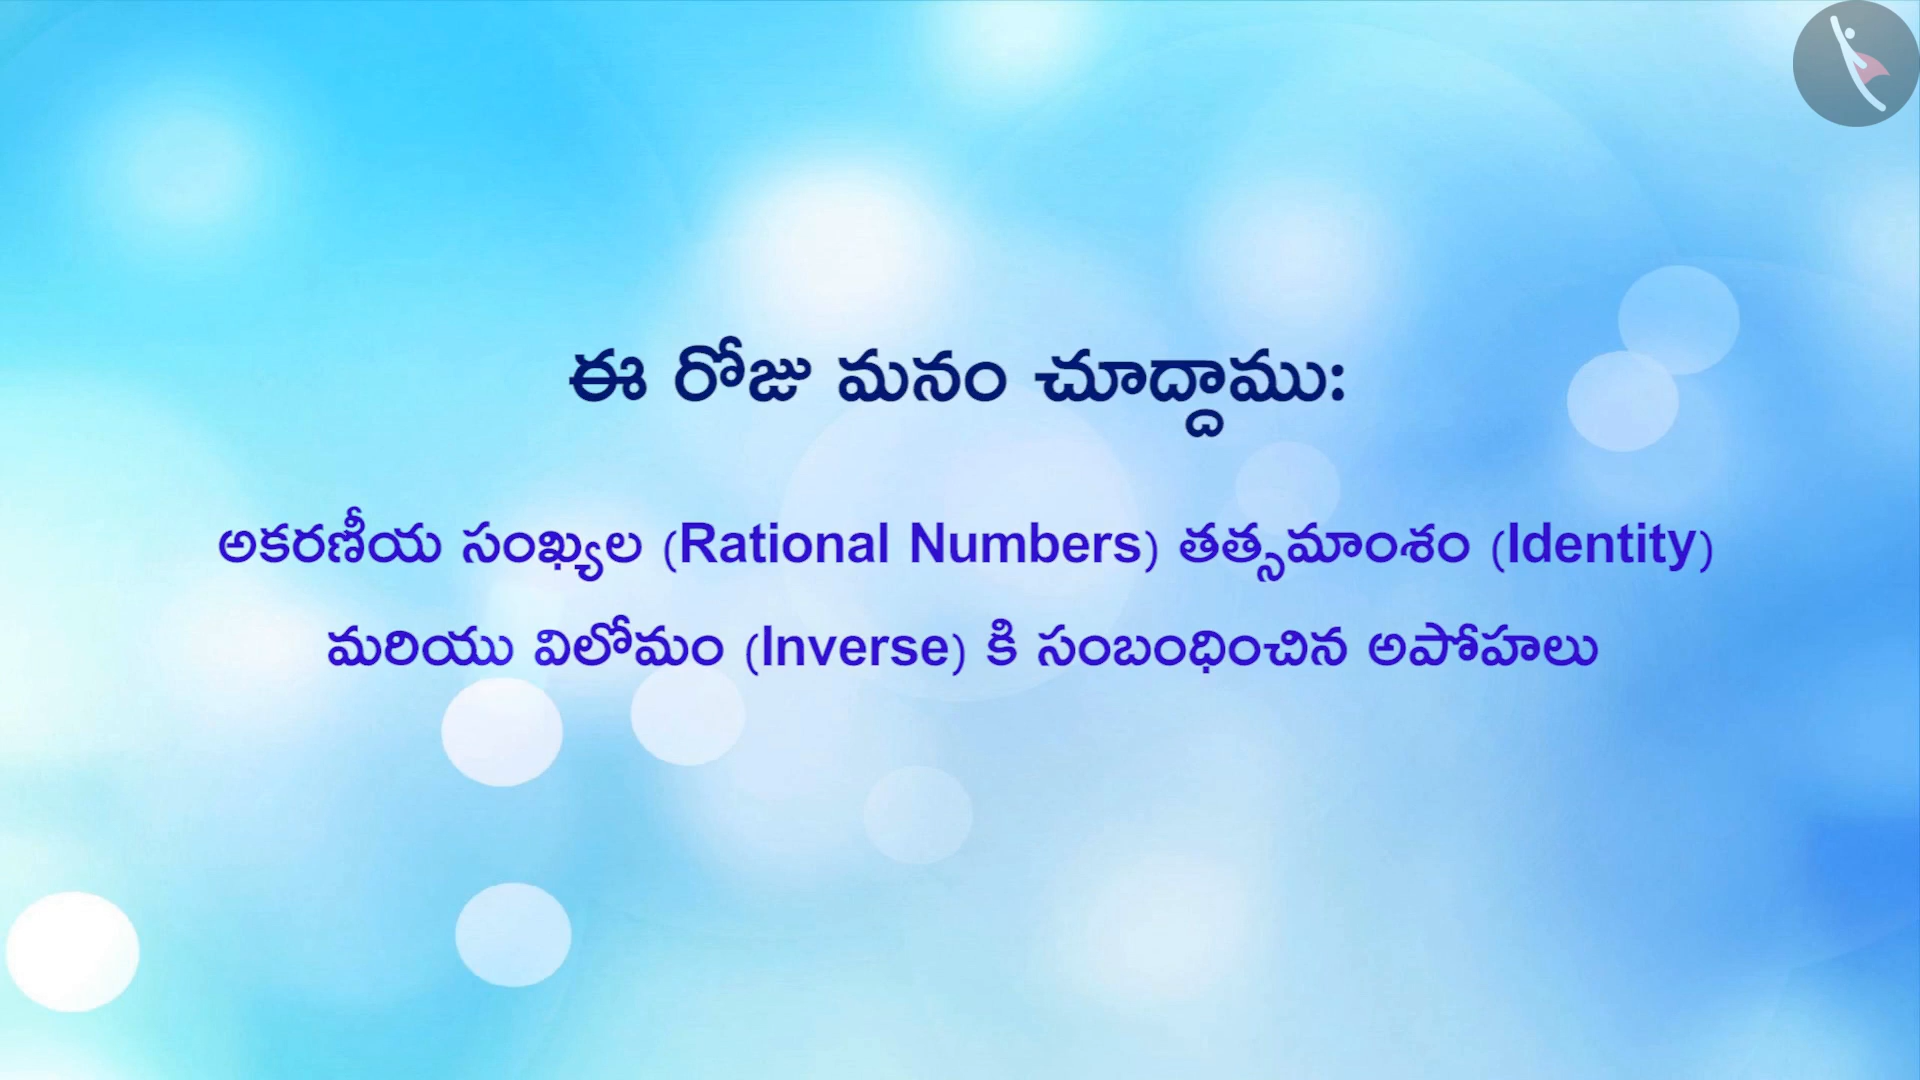 ఈ రోజు మనం చూద్దాము:
అకరణీయ సంఖ్యల (Rational Numbers) తత్సమాంశం (Identity)
మరియు విలోమం (Inverse) కి సంబంధించిన అపోహలు